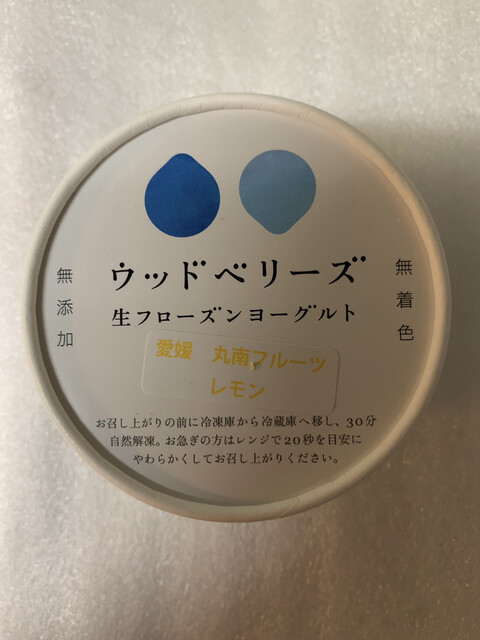 無添加
無着色
ウッドベリーズ
生フローズンヨーグルト
愛媛 丸南フルーツ
レモン
お召し上がりの前に冷凍庫から冷蔵庫へ移し、30分
自然解凍。お急ぎの方はレンジで20秒を目安に
やわらかくしてお召し上がりください。